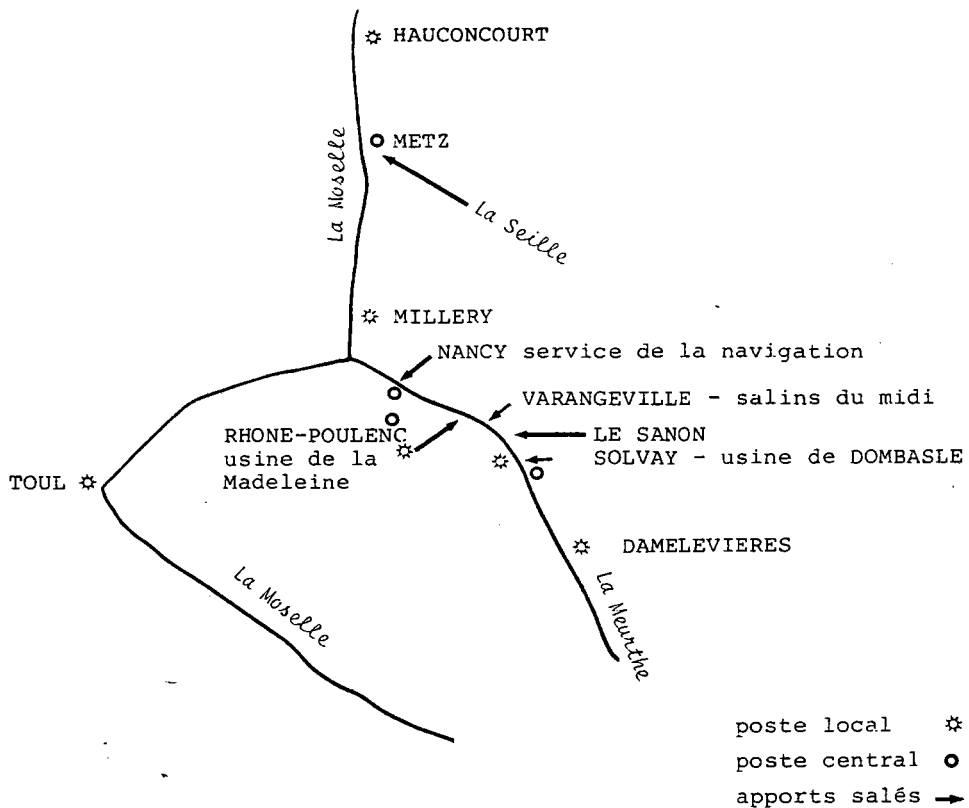 HAUCONCOURT
METZ
La Moselle
La Seille
MILLERY
NANCY service de la navigation
VARANGEVILLE - salins du midi
RHONE-POULENC
usine de la
Madeleine
LE SANON
SOLVAY - usine de DOMBASLE
TOUL
DAMELEVIERES
La Moselle
La Meurthe
poste local
poste central
apports salés